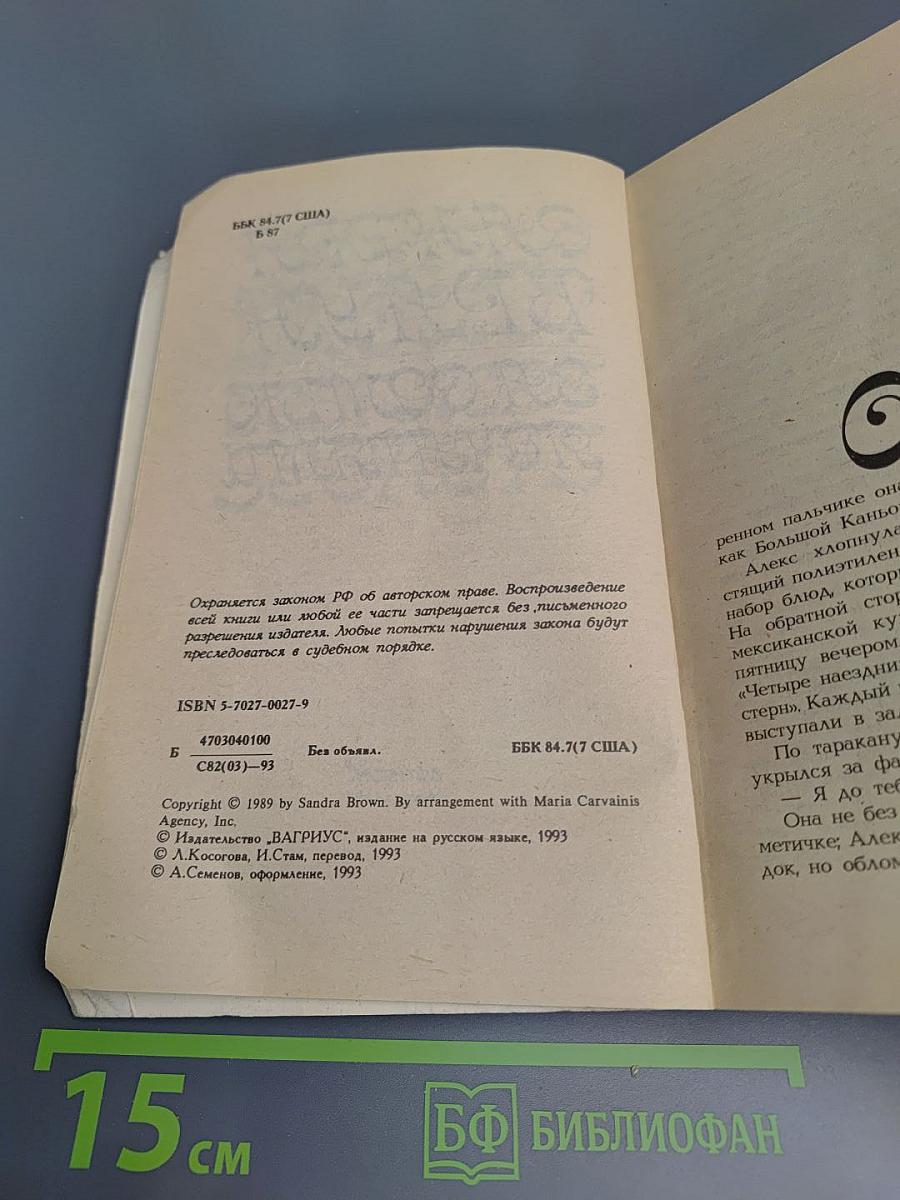 ББК 84.7(7 США)
Б 87
Охраняется законом РФ об авторском праве. Воспроизведение
всей книги или любой ее части запрещается без письменного
разрешения издателя. Любые попытки нарушения закона будут
преследоваться в судебном порядке.
ISBN 5-7027-0027-9
Б 4703040100 Без объявл. ББК 84.7(7 США)
С82(03)—93
Copyright © 1989 by Sandra Brown. By arrangement with Maria Carvainis
Agency, Inc.
© Издательство „ВАГРИУС“, издание на русском языке, 1993
© Л.Косогова, И.Стам, перевод, 1993
© А.Семенов, оформление, 1993
ренном пальчике она
как Большой Каньо
Алекс хлопнула
стящий полиэтилен
набор блюд, котор
На обратной стор
мексиканской ку
пятницу вечером
«Четыре наездни
стерн». Каждый
выступали в за
По таракану
укрылся за фа
— Я до теб
Она не без
метичке; Алек
док, но облом
15 см
БФ БИБЛИОФАН